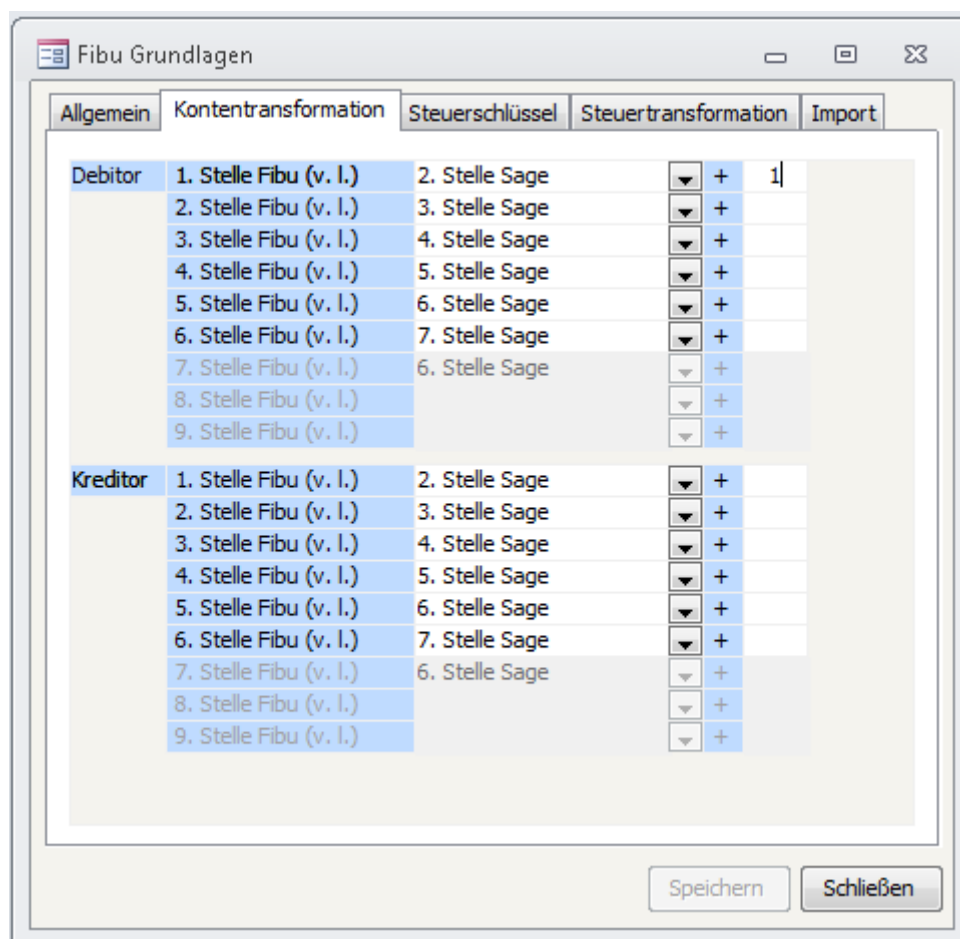 Fibu Grundlagen
Allgemein Kontentransformation Steuerschlüssel Steuertransformation Import
Debitor 1. Stelle Fibu (v. l.) 2. Stelle Sage + 1
2. Stelle Fibu (v. l.) 3. Stelle Sage +
3. Stelle Fibu (v. l.) 4. Stelle Sage +
4. Stelle Fibu (v. l.) 5. Stelle Sage +
5. Stelle Fibu (v. l.) 6. Stelle Sage +
6. Stelle Fibu (v. l.) 7. Stelle Sage +
7. Stelle Fibu (v. l.) 6. Stelle Sage +
8. Stelle Fibu (v. l.) +
9. Stelle Fibu (v. l.) +
Kreditor 1. Stelle Fibu (v. l.) 2. Stelle Sage +
2. Stelle Fibu (v. l.) 3. Stelle Sage +
3. Stelle Fibu (v. l.) 4. Stelle Sage +
4. Stelle Fibu (v. l.) 5. Stelle Sage +
5. Stelle Fibu (v. l.) 6. Stelle Sage +
6. Stelle Fibu (v. l.) 7. Stelle Sage +
7. Stelle Fibu (v. l.) 6. Stelle Sage +
8. Stelle Fibu (v. l.) +
9. Stelle Fibu (v. l.) +
Speichern Schließen